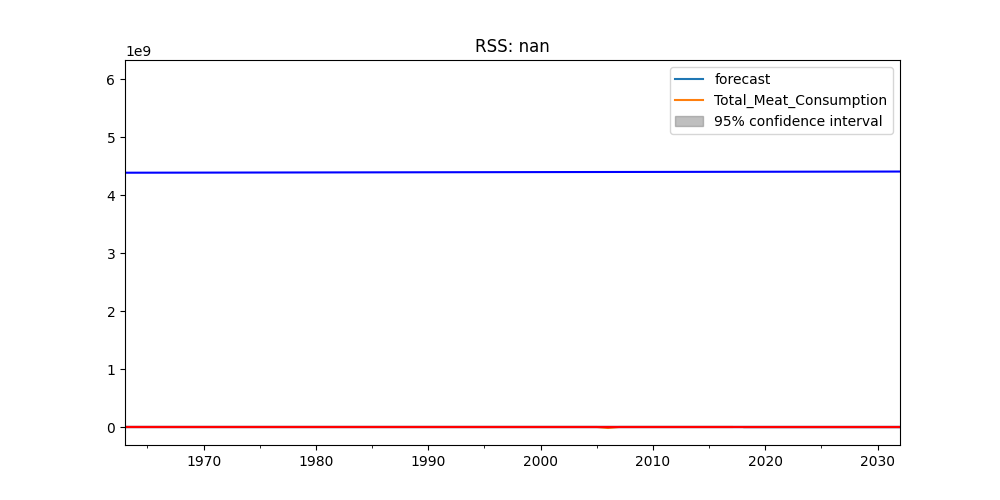 RSS: nan
1e9
forecast
Total_Meat_Consumption
95% confidence interval
6
5
4
3
2
1
0
1970 1980 1990 2000 2010 2020 2030